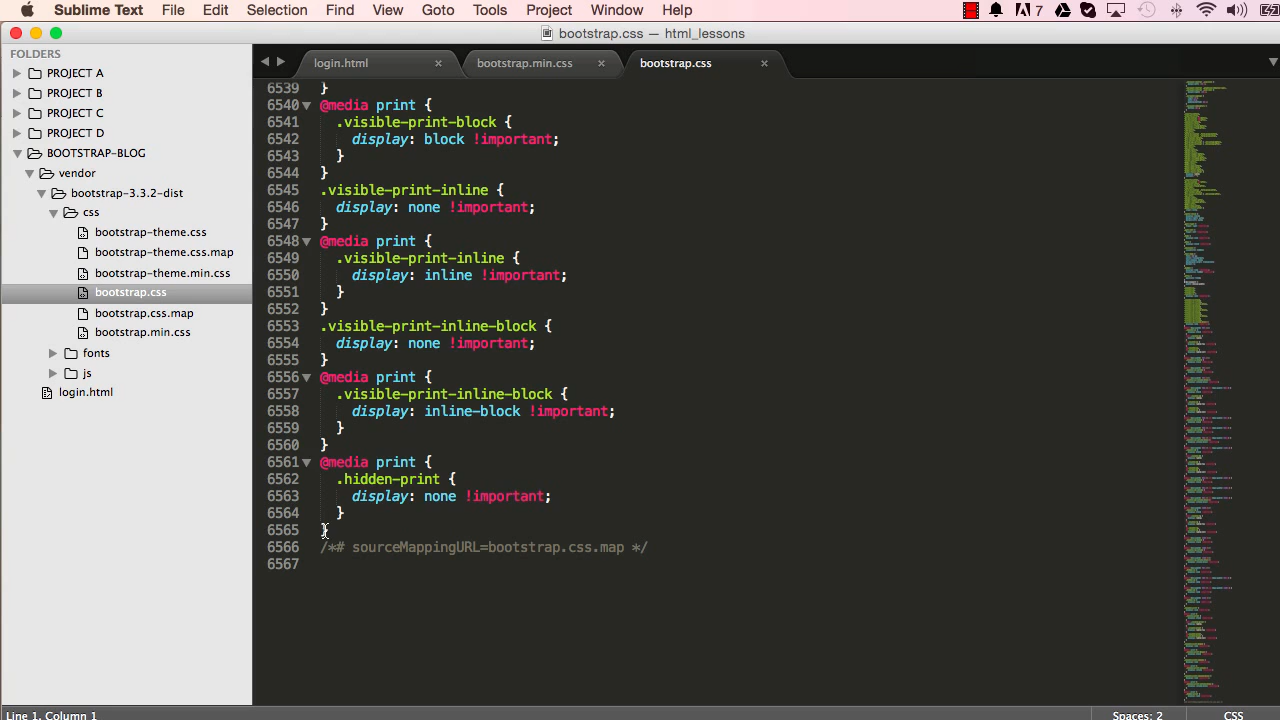 Sublime Text File Edit Selection Find View Goto Tools Project Window Help 7
bootstrap.css — html_lessons
FOLDERS
PROJECT A
PROJECT B
PROJECT C
PROJECT D
BOOTSTRAP-BLOG
vendor
bootstrap-3.3.2-dist
css
bootstrap-theme.css
bootstrap-theme.css.map
bootstrap-theme.min.css
bootstrap.css
bootstrap.css.map
bootstrap.min.css
fonts
js
login.html
login.html bootstrap.min.css bootstrap.css
6539 }
6540 @media print {
6541 .visible-print-block {
6542 display: block !important;
6543 }
6544 }
6545 .visible-print-inline {
6546 display: none !important;
6547 }
6548 @media print {
6549 .visible-print-inline {
6550 display: inline !important;
6551 }
6552 }
6553 .visible-print-inline-block {
6554 display: none !important;
6555 }
6556 @media print {
6557 .visible-print-inline-block {
6558 display: inline-block !important;
6559 }
6560 }
6561 @media print {
6562 .hidden-print {
6563 display: none !important;
6564 }
6565 }
6566 /*# sourceMappingURL=bootstrap.css.map */
6567
Line 1, Column 1 Spaces: 2 CSS